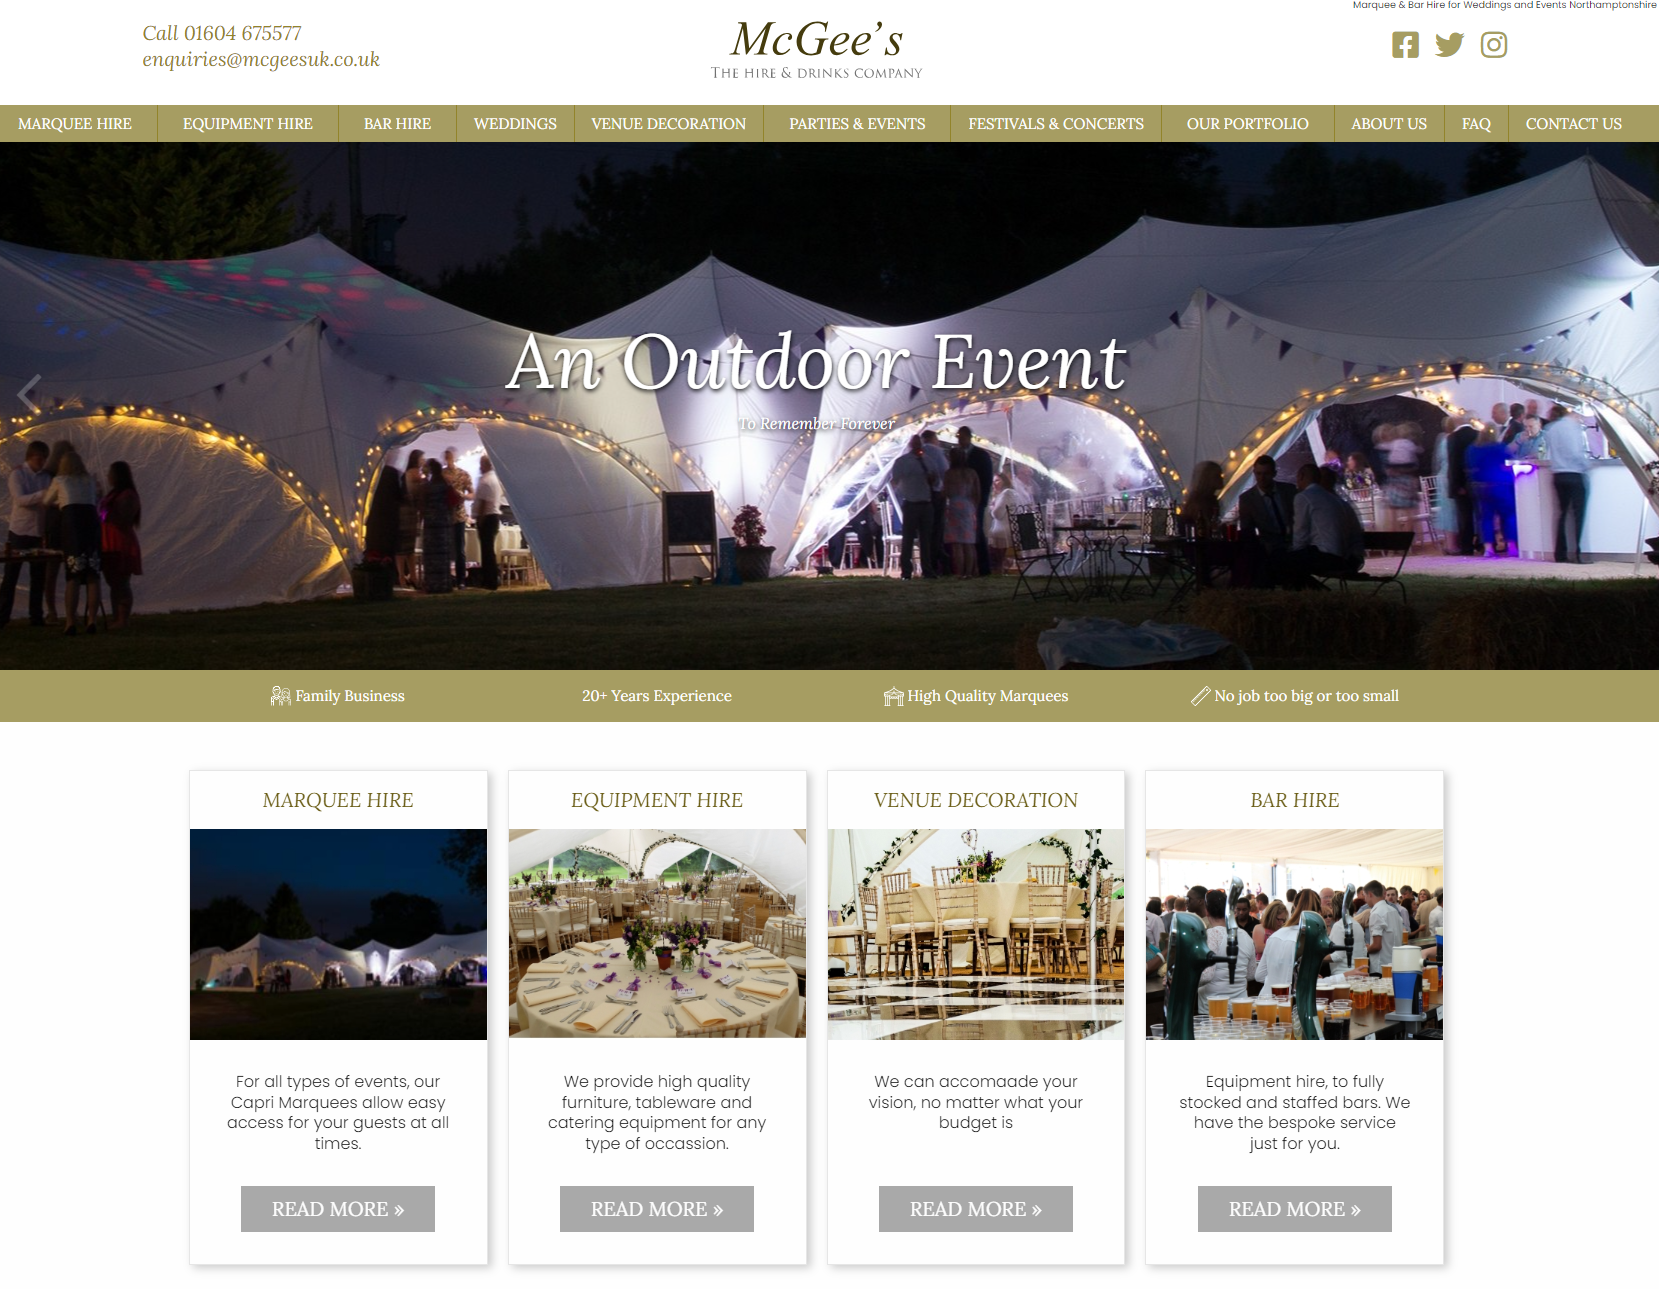 Marquee & Bar Hire for Weddings and Events Northamptonshire
Call 01604 675577
enquiries@mcgeesuk.co.uk
McGee's
THE HIRE & DRINKS COMPANY
MARQUEE HIRE EQUIPMENT HIRE BAR HIRE WEDDINGS VENUE DECORATION PARTIES & EVENTS FESTIVALS & CONCERTS OUR PORTFOLIO ABOUT US FAQ CONTACT US
An Outdoor Event
To Remember Forever
Family Business 20+ Years Experience High Quality Marquees No job too big or too small
MARQUEE HIRE
For all types of events, our
Capri Marquees allow easy
access for your guests at all
times.
READ MORE »
EQUIPMENT HIRE
We provide high quality
furniture, tableware and
catering equipment for any
type of occassion.
READ MORE »
VENUE DECORATION
We can accomaade your
vision, no matter what your
budget is
READ MORE »
BAR HIRE
Equipment hire, to fully
stocked and staffed bars. We
have the bespoke service
just for you.
READ MORE »